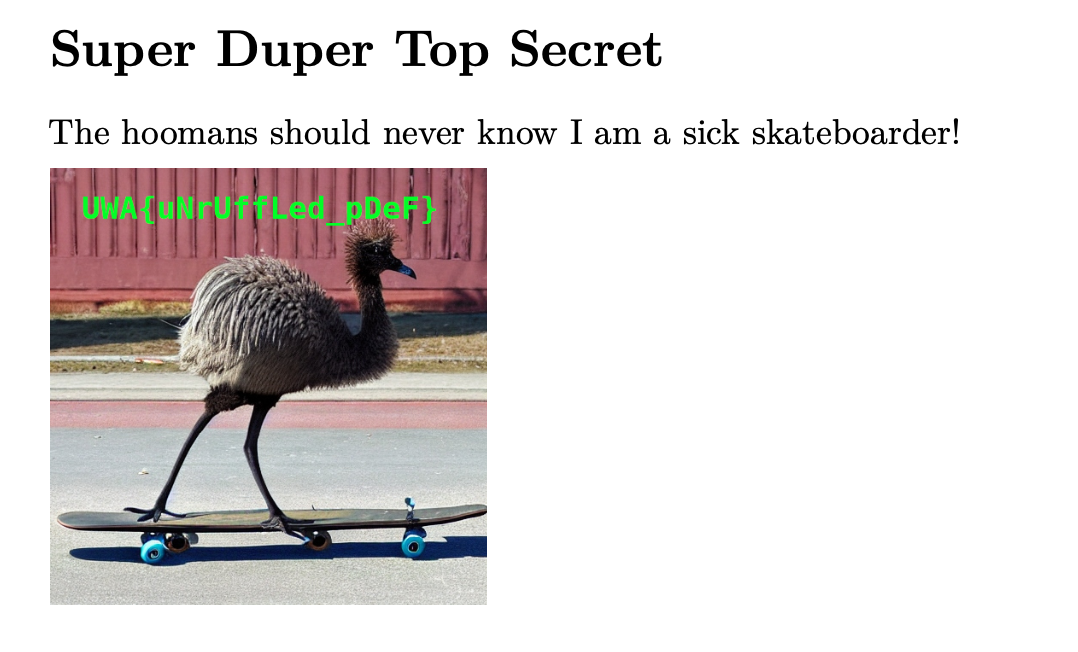 Super Duper Top Secret
The hoomans should never know I am a sick skateboarder!
UWA{uNrUffLed_pDeF}